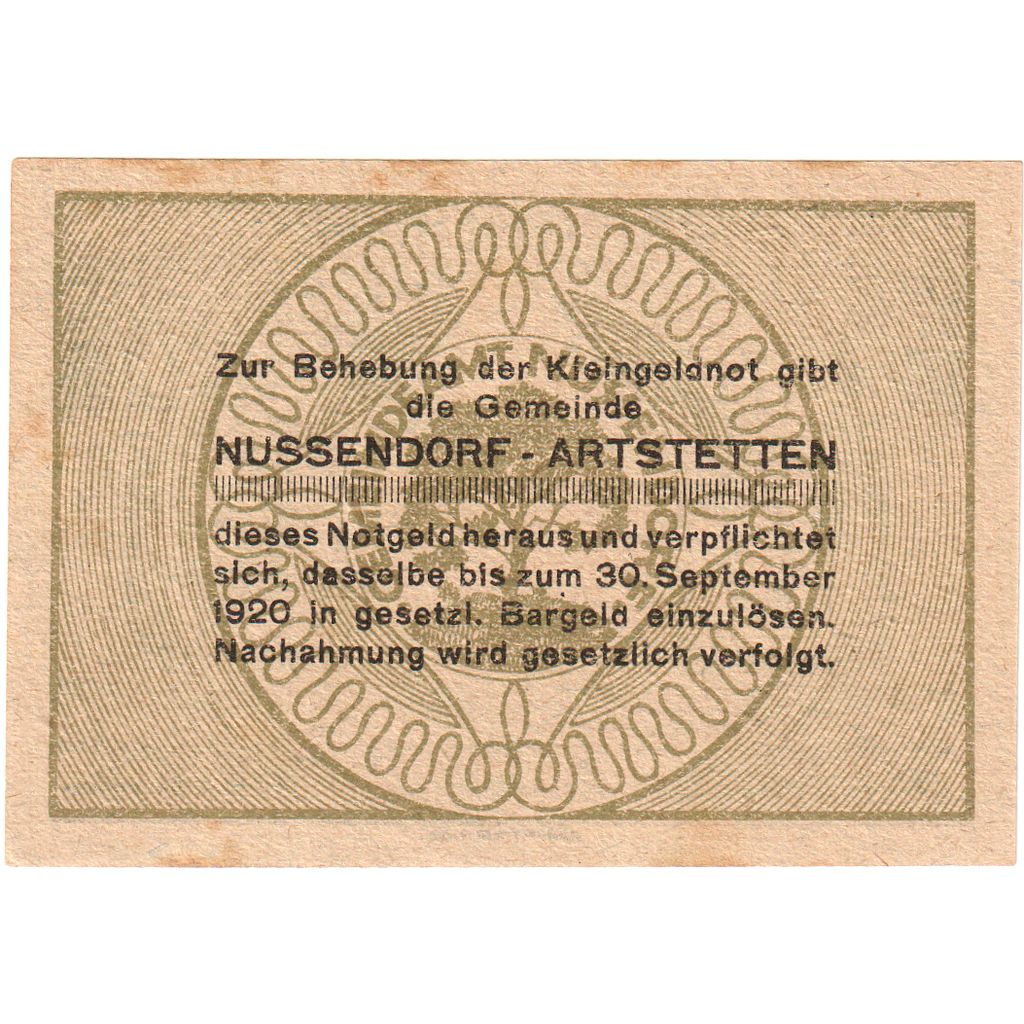 Zur Behebung der Kleingeldnot gibt
die Gemeinde
NUSSENDORF - ARTSTETTEN
dieses Notgeld heraus und verpflichtet
sich, dasselbe bis zum 30. September
1920 in gesetzl. Bargeld einzulösen.
Nachahmung wird gesetzlich verfolgt.